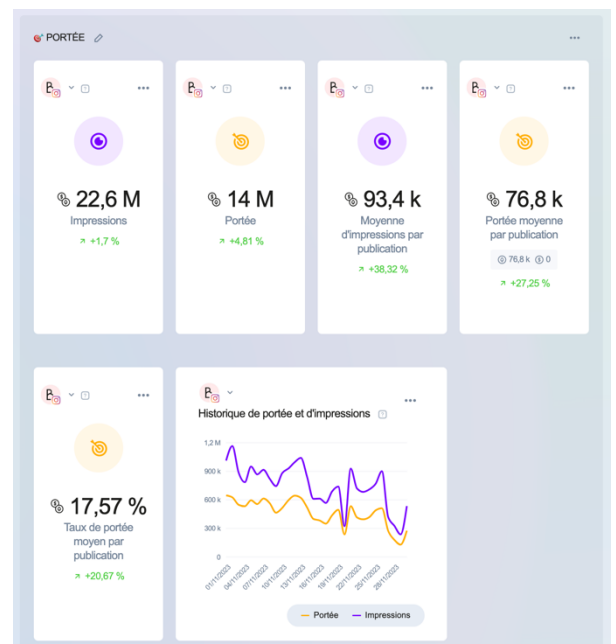 PORTÉE
22,6 M
Impressions
+1,7 %
14 M
Portée
+4,81 %
93,4 k
Moyenne
d'impressions par
publication
+38,32 %
76,8 k
Portée moyenne
par publication
76,8 k 0
+27,25 %
17,57 %
Taux de portée
moyen par
publication
+20,67 %
Historique de portée et d'impressions
1,2 M
900 k
600 k
300 k
0
01/11/2023
04/11/2023
07/11/2023
10/11/2023
13/11/2023
16/11/2023
19/11/2023
22/11/2023
25/11/2023
28/11/2023
Portée Impressions